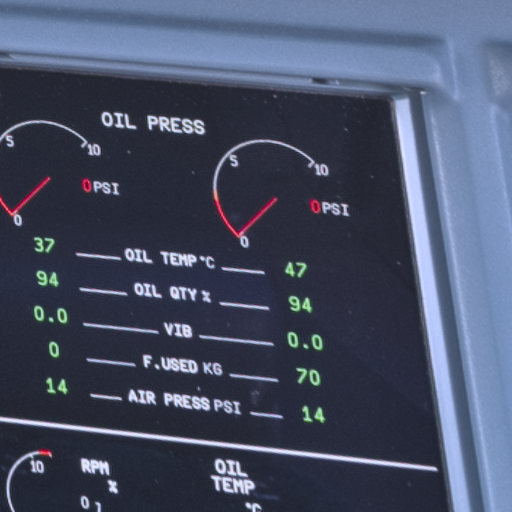 OIL PRESS
5 10 5 10
0 PSI 0 PSI
0 0
37 OIL TEMP °C 47
94 OIL QTY % 94
0.0 VIB 0.0
0 F.USED KG 70
14 AIR PRESS PSI 14
10 RPM OIL
% TEMP
0 °C